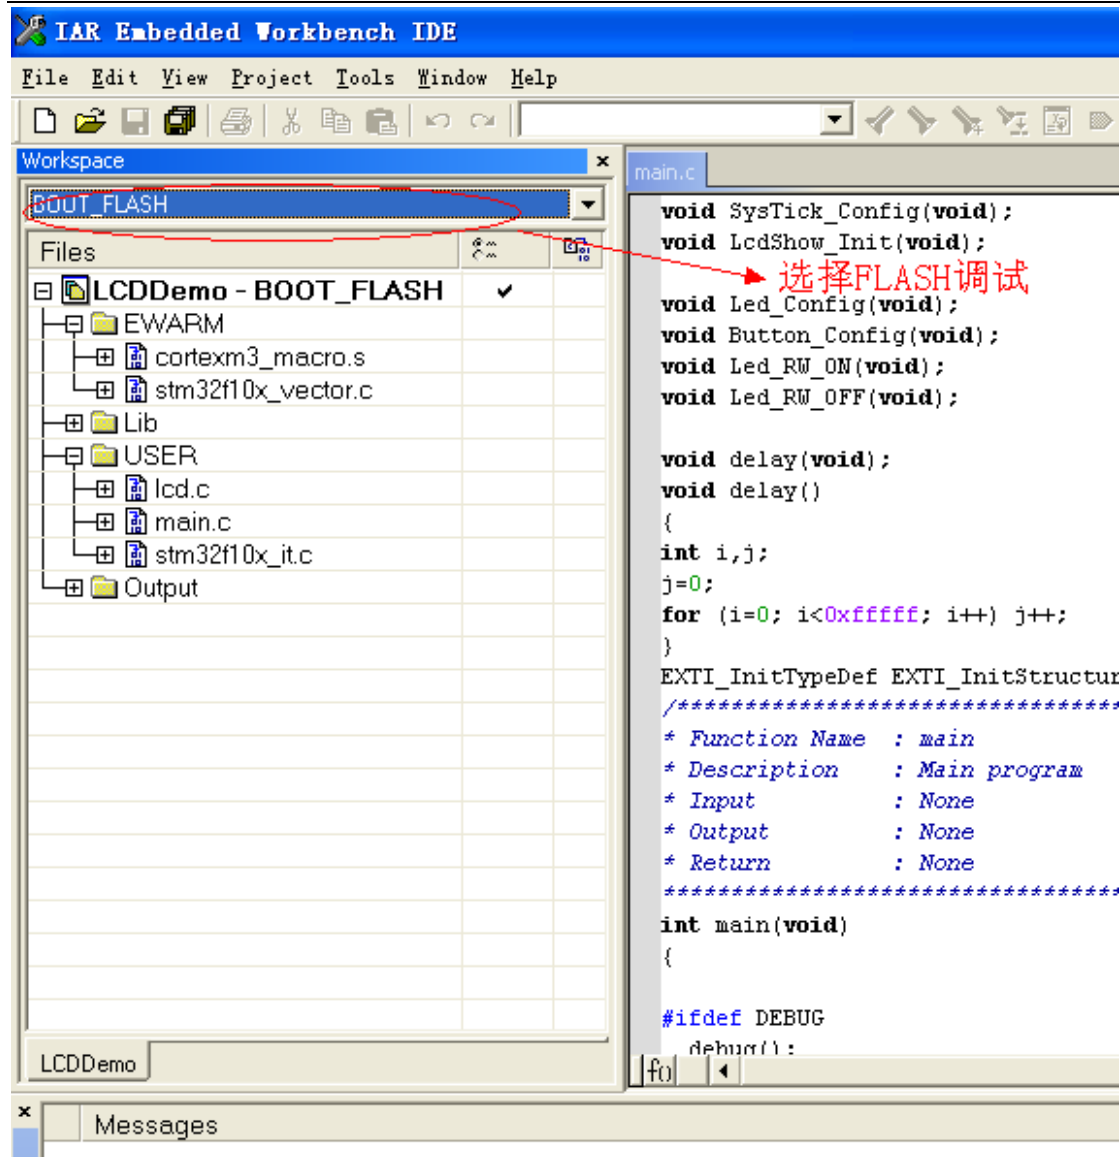 IAR Embedded Workbench IDE
File Edit View Project Tools Window Help
Workspace
BOOT_FLASH
Files
LCDDemo - BOOT_FLASH
EWARM
cortexm3_macro.s
stm32f10x_vector.c
Lib
USER
lcd.c
main.c
stm32f10x_it.c
Output
LCDDemo
main.c
void SysTick_Config(void);
void LcdShow_Init(void);
选择FLASH调试
void Led_Config(void);
void Button_Config(void);
void Led_RW_ON(void);
void Led_RW_OFF(void);
void delay(void);
void delay()
{
int i,j;
j=0;
for (i=0; i<0xfffff; i++) j++;
}
EXTI_InitTypeDef EXTI_InitStructur
/*********************************
* Function Name : main
* Description : Main program
* Input : None
* Output : None
* Return : None
**********************************
int main(void)
{
#ifdef DEBUG
debug();
f()
Messages